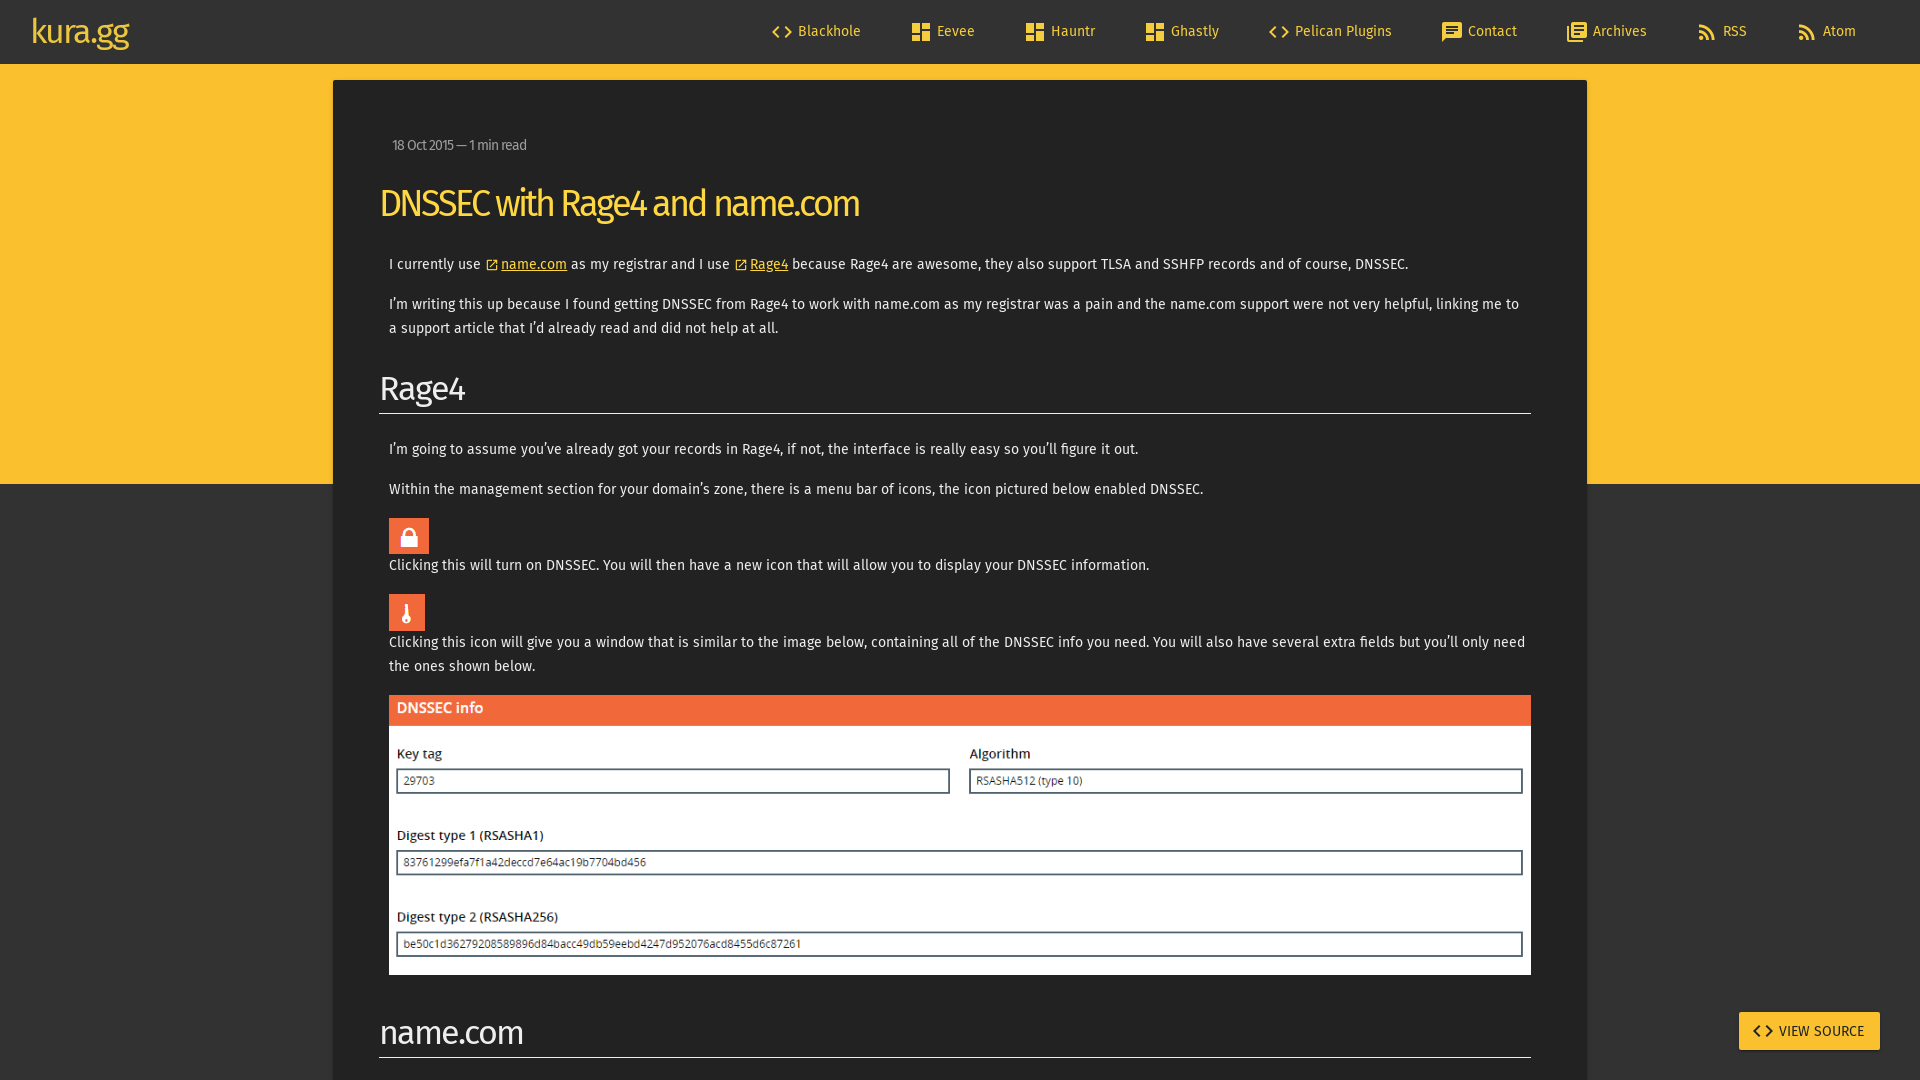 kura.gg
Blackhole
Eevee
Hauntr
Ghastly
Pelican Plugins
Contact
Archives
RSS
Atom
18 Oct 2015 — 1 min read
DNSSEC with Rage4 and name.com
I currently use name.com as my registrar and I use Rage4 because Rage4 are awesome, they also support TLSA and SSHFP records and of course, DNSSEC.
I’m writing this up because I found getting DNSSEC from Rage4 to work with name.com as my registrar was a pain and the name.com support were not very helpful, linking me to
a support article that I’d already read and did not help at all.
Rage4
I’m going to assume you’ve already got your records in Rage4, if not, the interface is really easy so you’ll figure it out.
Within the management section for your domain’s zone, there is a menu bar of icons, the icon pictured below enabled DNSSEC.
Clicking this will turn on DNSSEC. You will then have a new icon that will allow you to display your DNSSEC information.
Clicking this icon will give you a window that is similar to the image below, containing all of the DNSSEC info you need. You will also have several extra fields but you’ll only need
the ones shown below.
DNSSEC info
Key tag
Algorithm
29703
RSASHA512 (type 10)
Digest type 1 (RSASHA1)
83761299efa7f1a42deccd7e64ac19b7704bd456
Digest type 2 (RSASHA256)
be50c1d36279208589896d84bacc49db59eebd4247d952076acd8455d6c87261
name.com
VIEW SOURCE